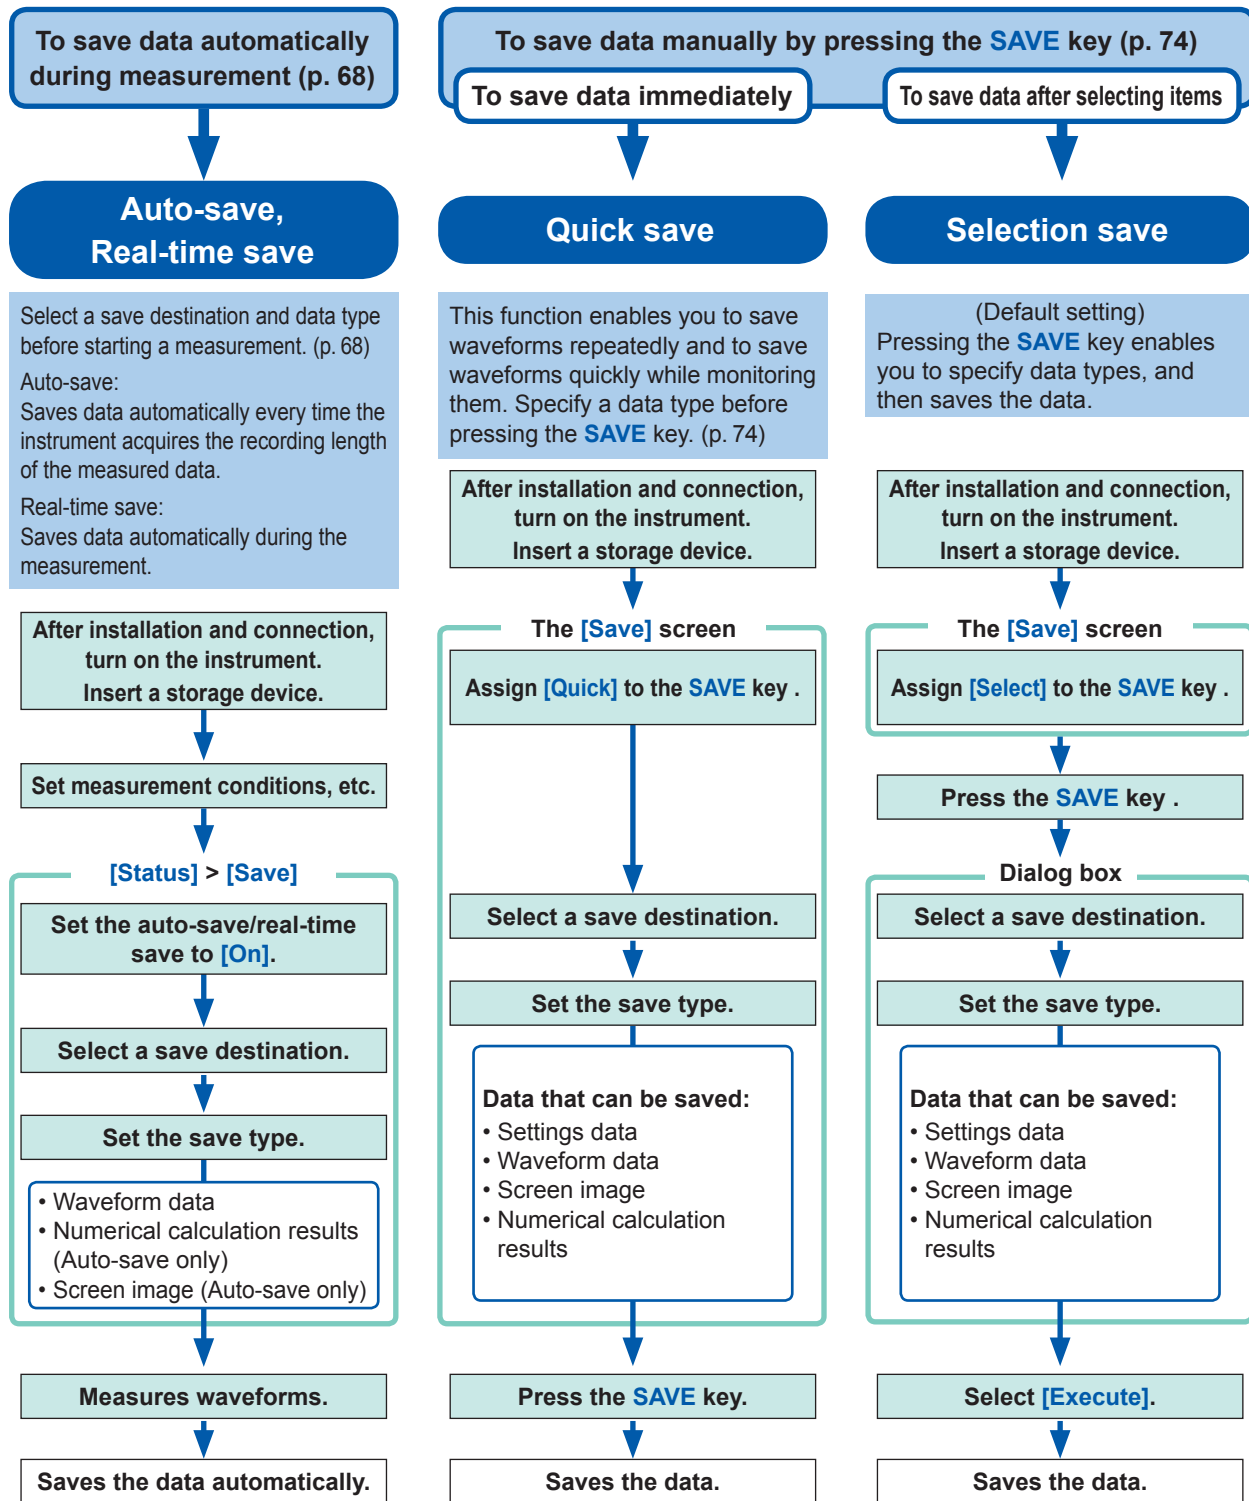 To save data automatically
during measurement (p. 68)
Auto-save,
Real-time save
Select a save destination and data type
before starting a measurement. (p. 68)
Auto-save:
Saves data automatically every time the
instrument acquires the recording length
of the measured data.
Real-time save:
Saves data automatically during the
measurement.
After installation and connection,
turn on the instrument.
Insert a storage device.
Set measurement conditions, etc.
[Status] > [Save]
Set the auto-save/real-time
save to [On].
Select a save destination.
Set the save type.
• Waveform data
• Numerical calculation results
(Auto-save only)
• Screen image (Auto-save only)
Measures waveforms.
Saves the data automatically.
To save data manually by pressing the SAVE key (p. 74)
To save data immediately
Quick save
This function enables you to save
waveforms repeatedly and to save
waveforms quickly while monitoring
them. Specify a data type before
pressing the SAVE key. (p. 74)
After installation and connection,
turn on the instrument.
Insert a storage device.
The [Save] screen
Assign [Quick] to the SAVE key .
Select a save destination.
Set the save type.
Data that can be saved:
• Settings data
• Waveform data
• Screen image
• Numerical calculation
results
Press the SAVE key.
Saves the data.
To save data after selecting items
Selection save
(Default setting)
Pressing the SAVE key enables
you to specify data types, and
then saves the data.
After installation and connection,
turn on the instrument.
Insert a storage device.
The [Save] screen
Assign [Select] to the SAVE key .
Press the SAVE key .
Dialog box
Select a save destination.
Set the save type.
Data that can be saved:
• Settings data
• Waveform data
• Screen image
• Numerical calculation
results
Select [Execute].
Saves the data.